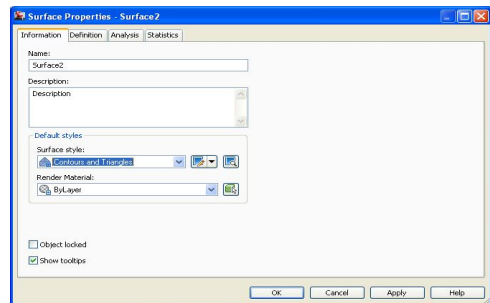 Surface Properties - Surface2
Information Definition Analysis Statistics
Name:
Surface2
Description:
Description
Default styles
Surface style:
Contours and Triangles
Render Material:
ByLayer
Object locked
Show tooltips
OK Cancel Apply Help